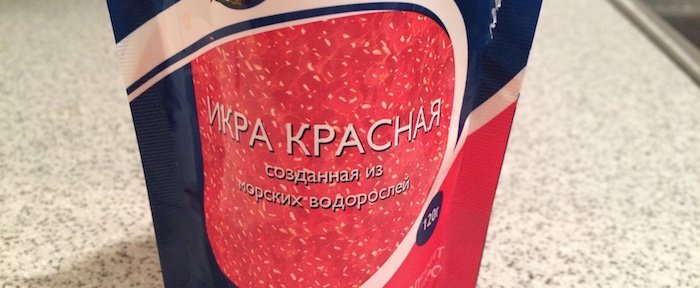 ИКРА КРАСНАЯ
созданная из
морских водорослей
120г